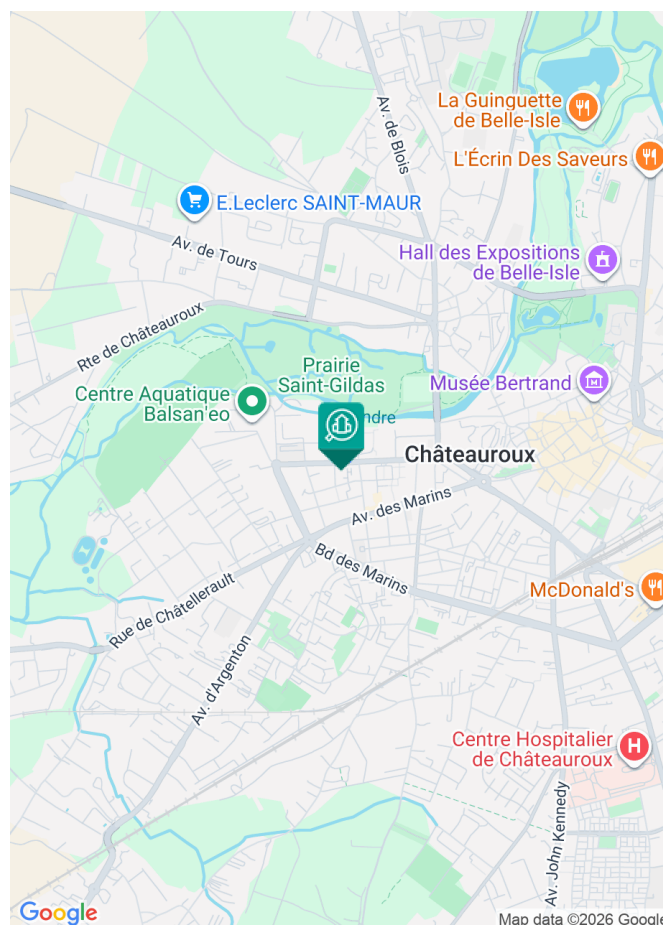 Av. de Blois
La Guinguette
de Belle-Isle
L'Écrin Des Saveurs
E.Leclerc SAINT-MAUR
Av. de Tours
Hall des Expositions
de Belle-Isle
Rte de Châteauroux
Prairie
Saint-Gildas
Centre Aquatique
Balsan'eo
Musée Bertrand
ndre
Châteauroux
Av. des Marins
Bd des Marins
McDonald's
Rue de Châtellerault
Av. d'Argenton
Centre Hospitalier
de Châteauroux
H
Av. John Kennedy
Google
Map data ©2026 Google